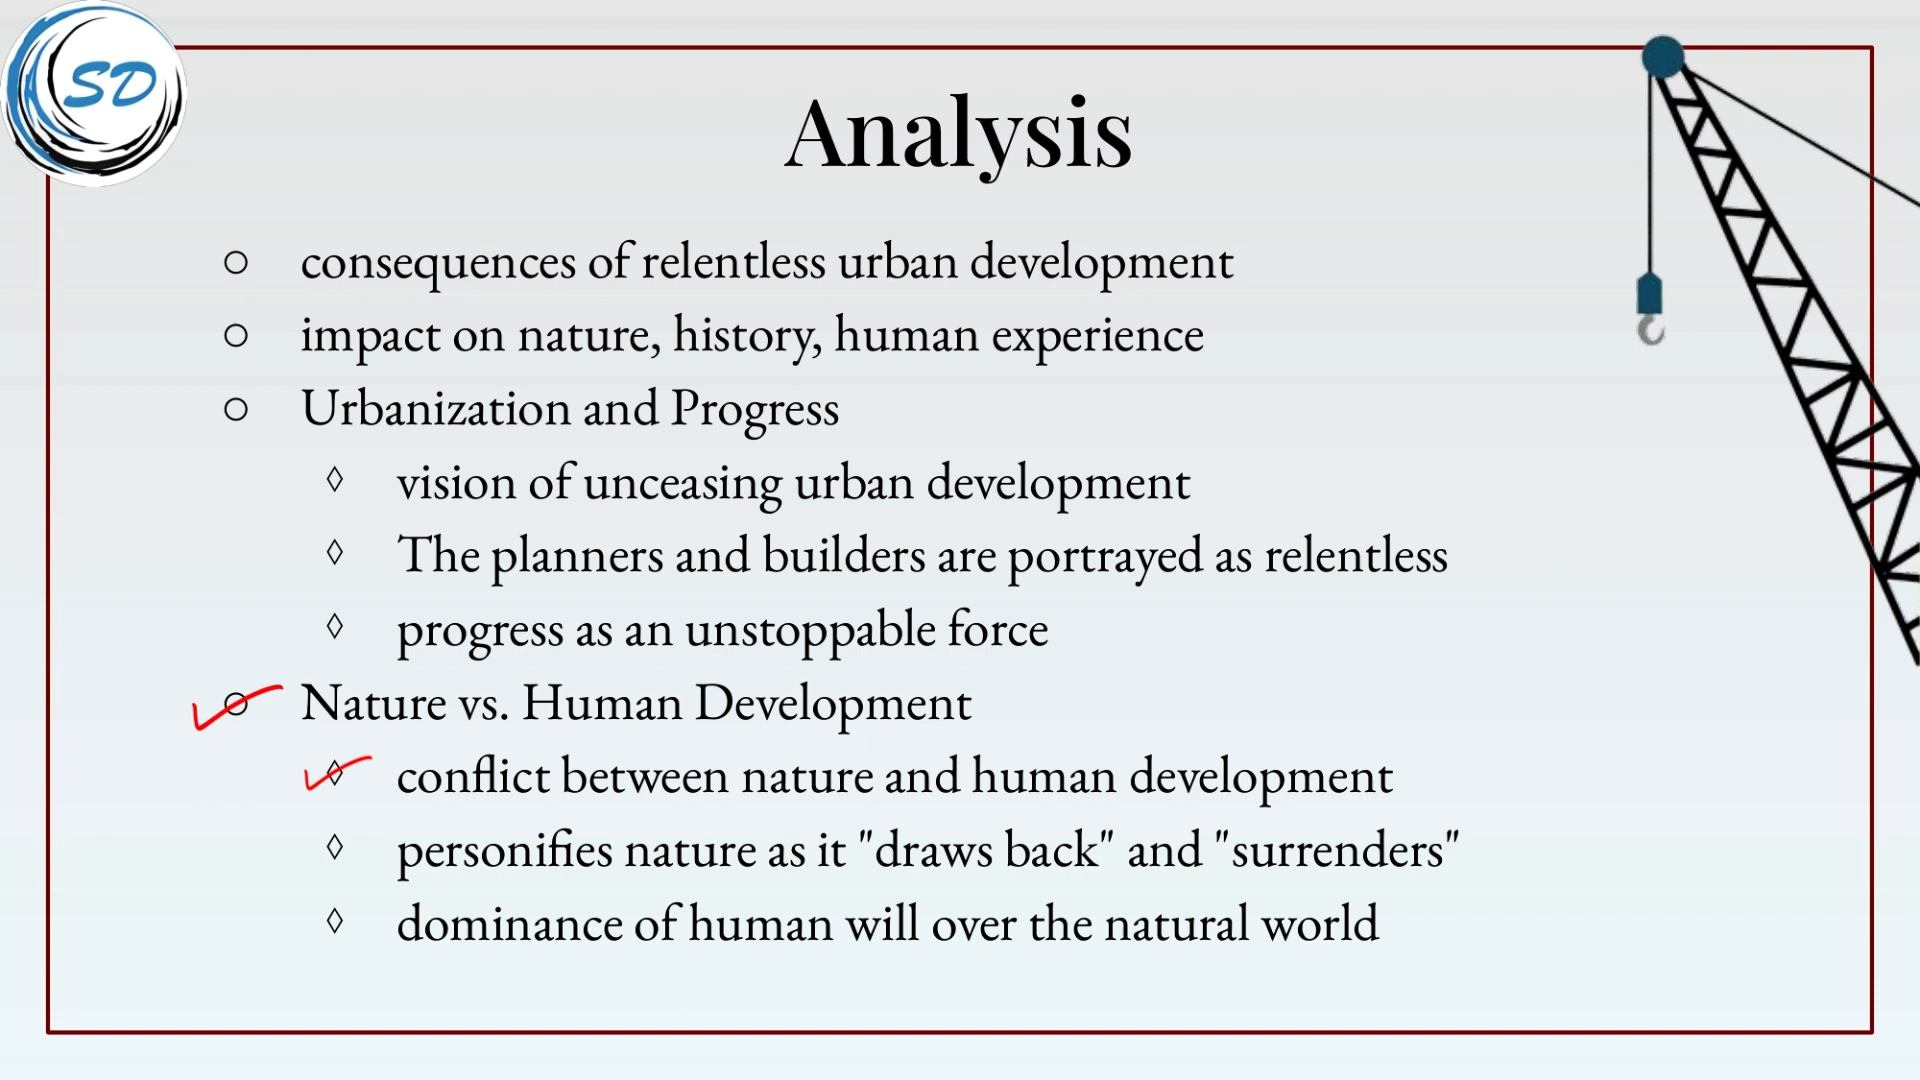 SD
Analysis
consequences of relentless urban development
impact on nature, history, human experience
Urbanization and Progress
vision of unceasing urban development
The planners and builders are portrayed as relentless
progress as an unstoppable force
Nature vs. Human Development
conflict between nature and human development
personifies nature as it "draws back" and "surrenders"
dominance of human will over the natural world